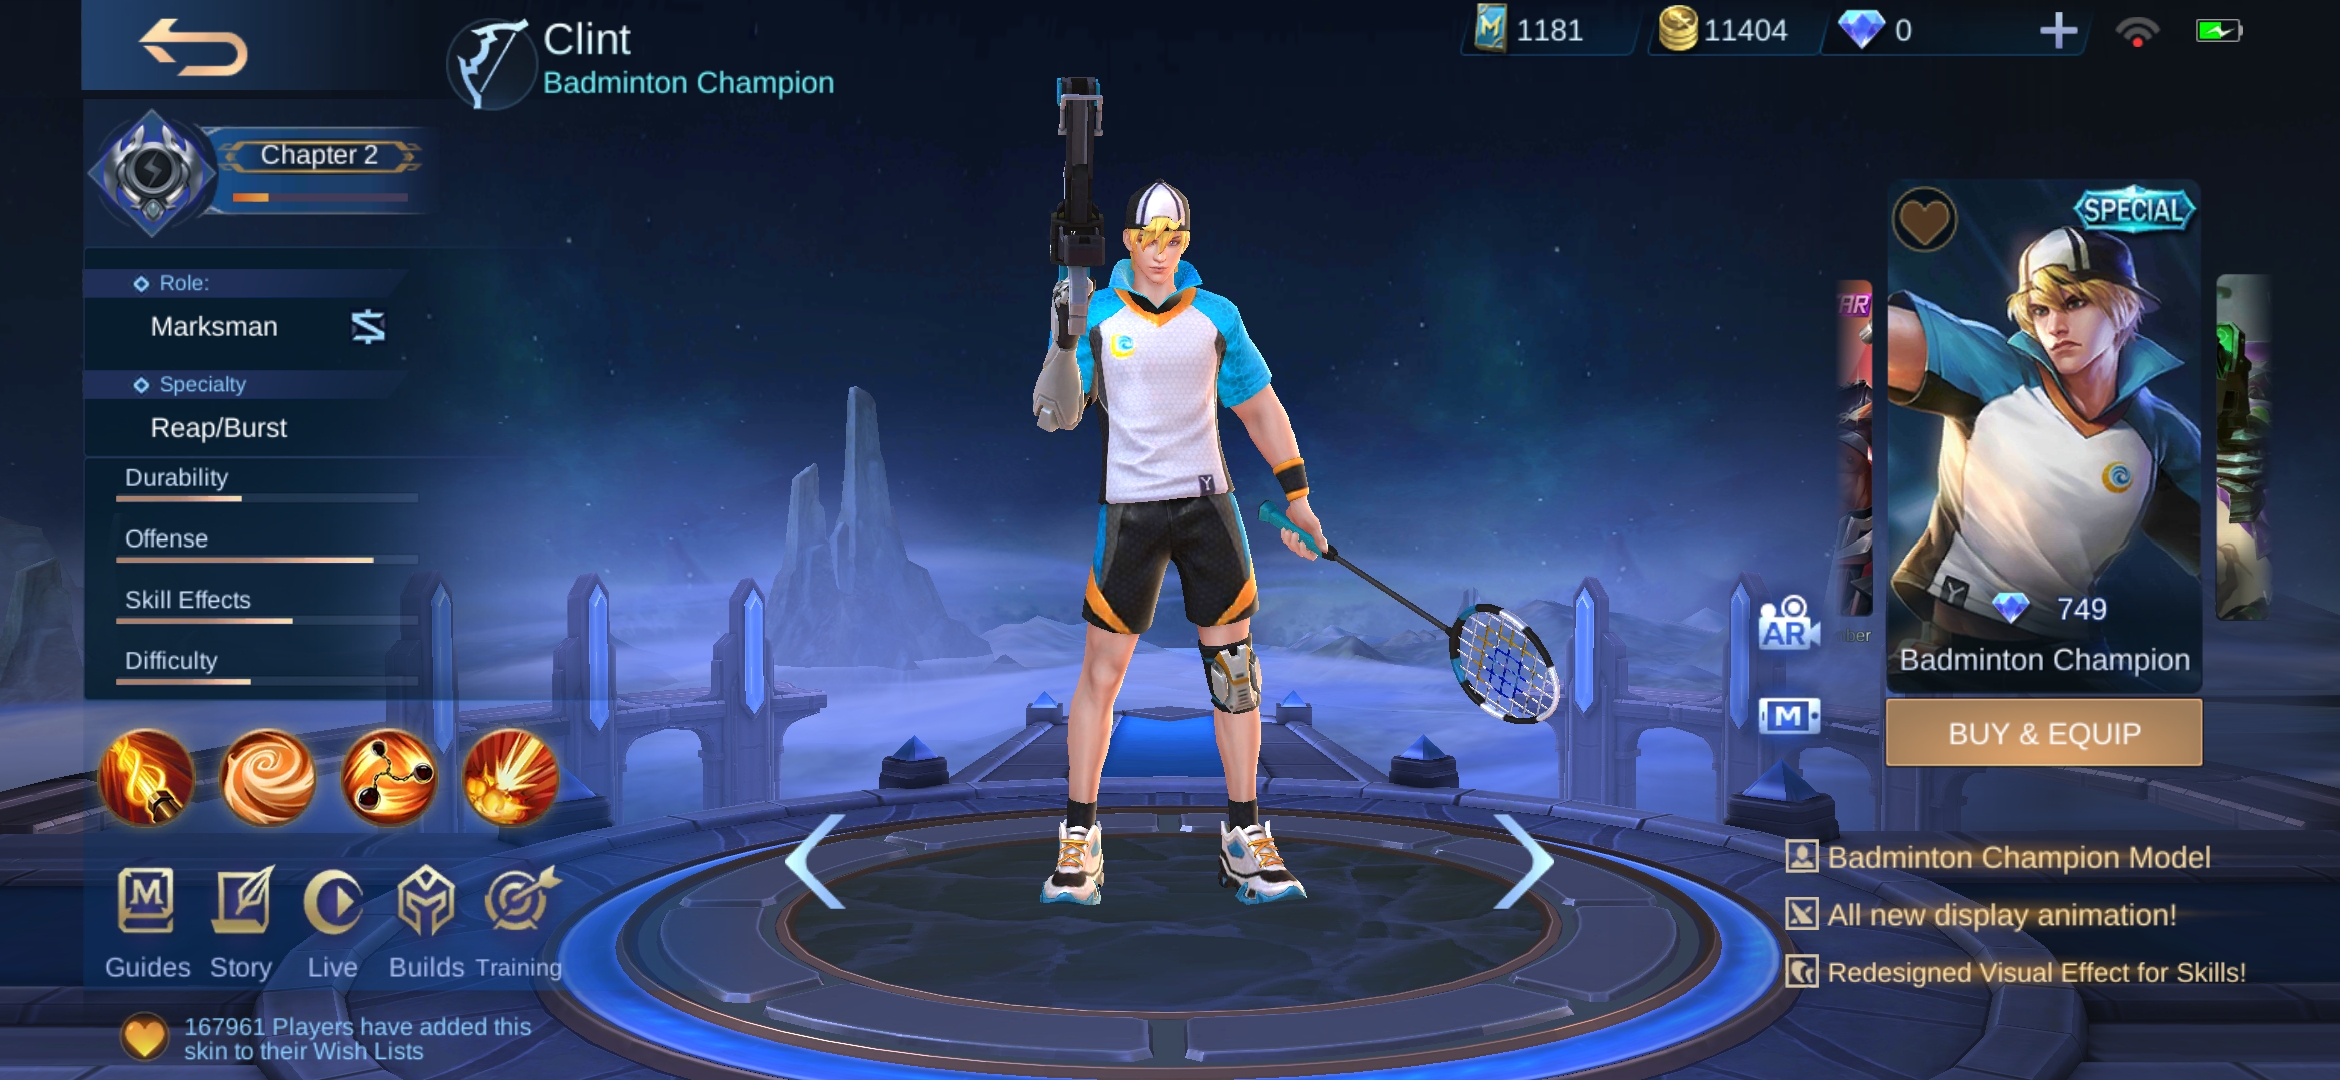 Clint
Badminton Champion
1181
11404
0
Chapter 2
Role:
Marksman
Specialty
Reap/Burst
Durability
Offense
Skill Effects
Difficulty
Guides
Story
Live
Builds
Training
167961 Players have added this
skin to their Wish Lists
SPECIAL
Y
AR
M
749
Badminton Champion
BUY & EQUIP
Badminton Champion Model
All new display animation!
Redesigned Visual Effect for Skills!